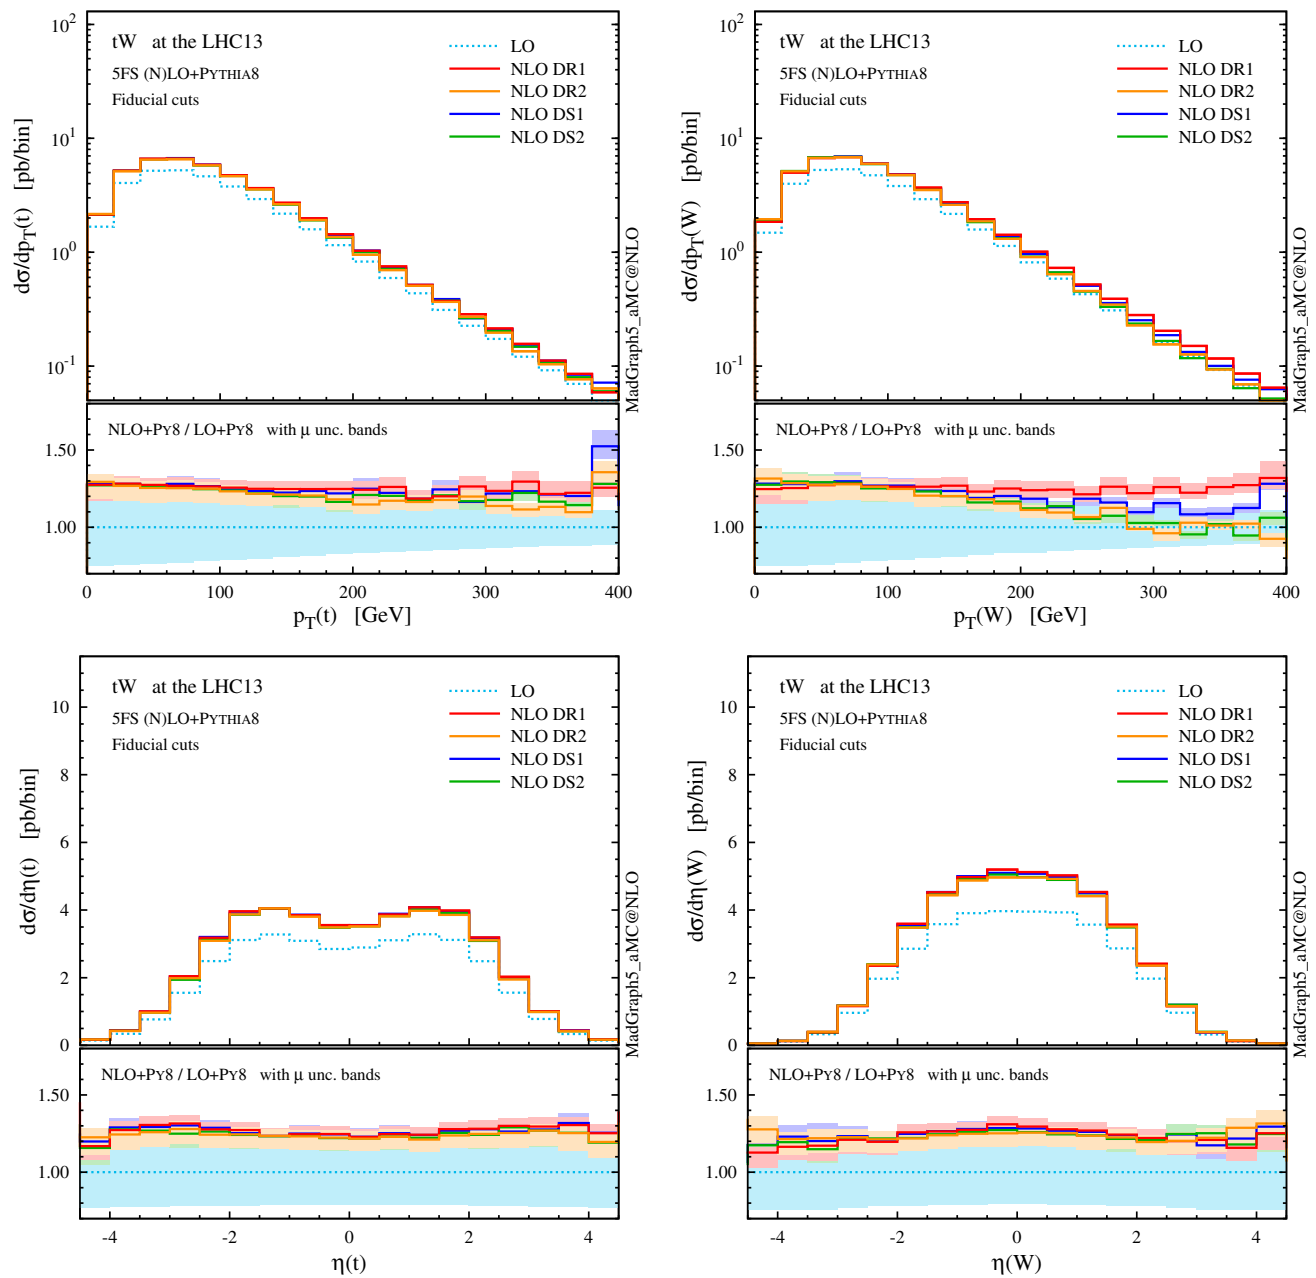 10²
10¹
10⁰
10⁻¹
dσ/dp_T(t) [pb/bin]
tW at the LHC13
5FS (N)LO+PYTHIA8
Fiducial cuts
LO
NLO DR1
NLO DR2
NLO DS1
NLO DS2
MadGraph5_aMC@NLO
NLO+PY8 / LO+PY8 with μ unc. bands
1.50
1.00
0 100 200 300 400
p_T(t) [GeV]
10²
10¹
10⁰
10⁻¹
dσ/dp_T(W) [pb/bin]
tW at the LHC13
5FS (N)LO+PYTHIA8
Fiducial cuts
LO
NLO DR1
NLO DR2
NLO DS1
NLO DS2
MadGraph5_aMC@NLO
NLO+PY8 / LO+PY8 with μ unc. bands
1.50
1.00
0 100 200 300 400
p_T(W) [GeV]
10
8
6
4
2
0
dσ/dη(t) [pb/bin]
tW at the LHC13
5FS (N)LO+PYTHIA8
Fiducial cuts
LO
NLO DR1
NLO DR2
NLO DS1
NLO DS2
MadGraph5_aMC@NLO
NLO+PY8 / LO+PY8 with μ unc. bands
1.50
1.00
-4 -2 0 2 4
η(t)
10
8
6
4
2
0
dσ/dη(W) [pb/bin]
tW at the LHC13
5FS (N)LO+PYTHIA8
Fiducial cuts
LO
NLO DR1
NLO DR2
NLO DS1
NLO DS2
MadGraph5_aMC@NLO
NLO+PY8 / LO+PY8 with μ unc. bands
1.50
1.00
-4 -2 0 2 4
η(W)